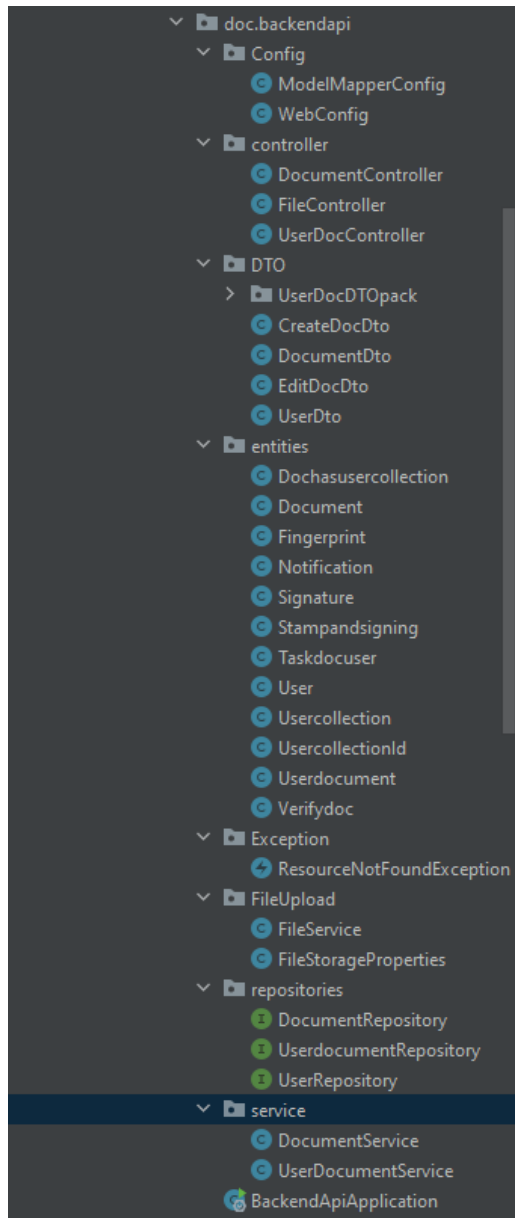 doc.backendapi
Config
ModelMapperConfig
WebConfig
controller
DocumentController
FileController
UserDocController
DTO
UserDocDTOpack
CreateDocDto
DocumentDto
EditDocDto
UserDto
entities
Dochasusercollection
Document
Fingerprint
Notification
Signature
Stampandsigning
Taskdocuser
User
Usercollection
UsercollectionId
Userdocument
Verifydoc
Exception
ResourceNotFoundException
FileUpload
FileService
FileStorageProperties
repositories
DocumentRepository
UserdocumentRepository
UserRepository
service
DocumentService
UserDocumentService
BackendApiApplication